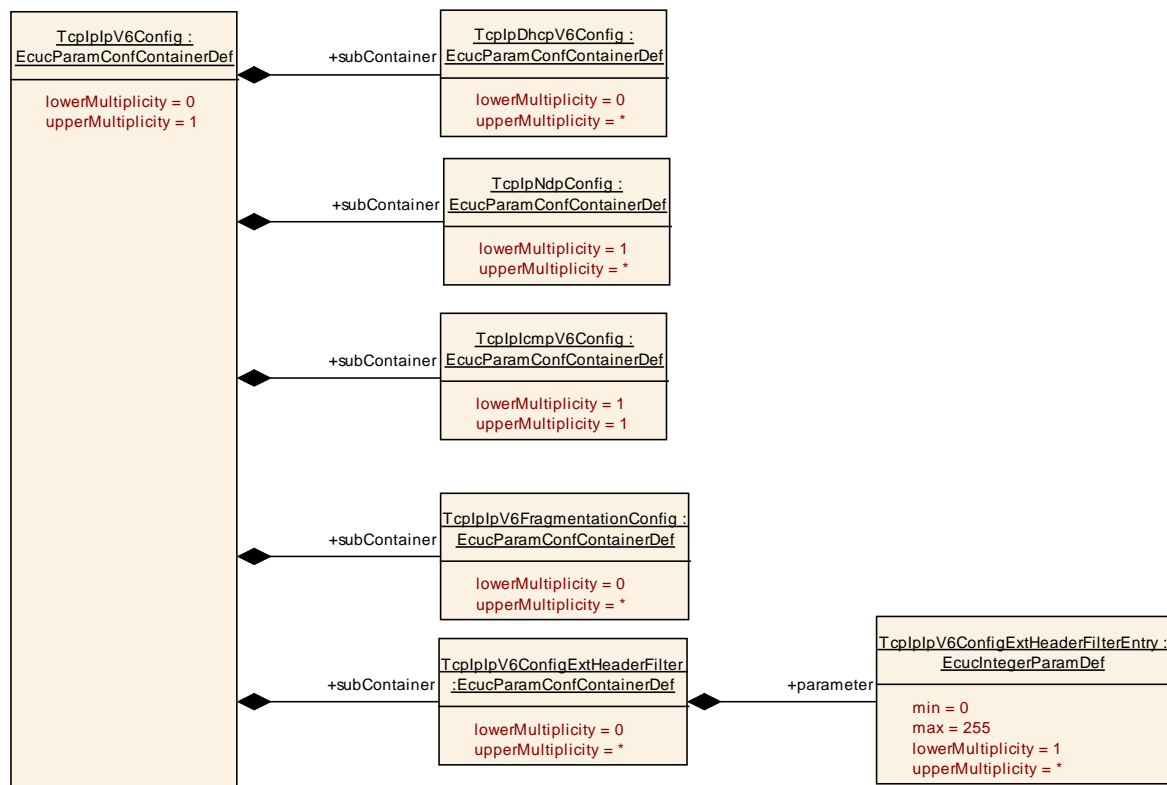 TcpIpIpV6Config :
EcucParamConfContainerDef
lowerMultiplicity = 0
upperMultiplicity = 1
+subContainer
TcpIpDhcpV6Config :
EcucParamConfContainerDef
lowerMultiplicity = 0
upperMultiplicity = *
+subContainer
TcpIpNdpConfig :
EcucParamConfContainerDef
lowerMultiplicity = 1
upperMultiplicity = *
+subContainer
TcpIpIcmpV6Config :
EcucParamConfContainerDef
lowerMultiplicity = 1
upperMultiplicity = 1
+subContainer
TcpIpIpV6FragmentationConfig :
EcucParamConfContainerDef
lowerMultiplicity = 0
upperMultiplicity = *
+subContainer
TcpIpIpV6ConfigExtHeaderFilter
:EcucParamConfContainerDef
lowerMultiplicity = 0
upperMultiplicity = *
+parameter
TcpIpIpV6ConfigExtHeaderFilterEntry :
EcucIntegerParamDef
min = 0
max = 255
lowerMultiplicity = 1
upperMultiplicity = *